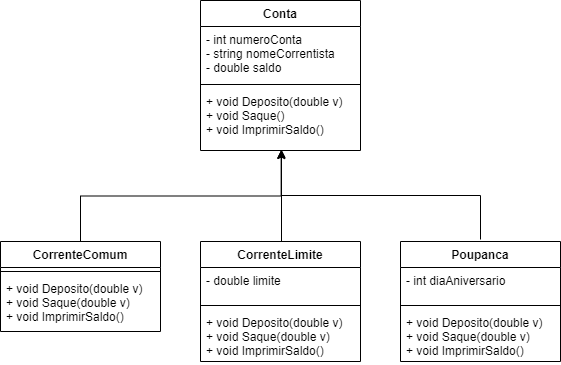 Conta
- int numeroConta
- string nomeCorrentista
- double saldo
+ void Deposito(double v)
+ void Saque()
+ void ImprimirSaldo()
CorrenteComum
+ void Deposito(double v)
+ void Saque(double v)
+ void ImprimirSaldo()
CorrenteLimite
- double limite
+ void Deposito(double v)
+ void Saque(double v)
+ void ImprimirSaldo()
Poupanca
- int diaAniversario
+ void Deposito(double v)
+ void Saque(double v)
+ void ImprimirSaldo()